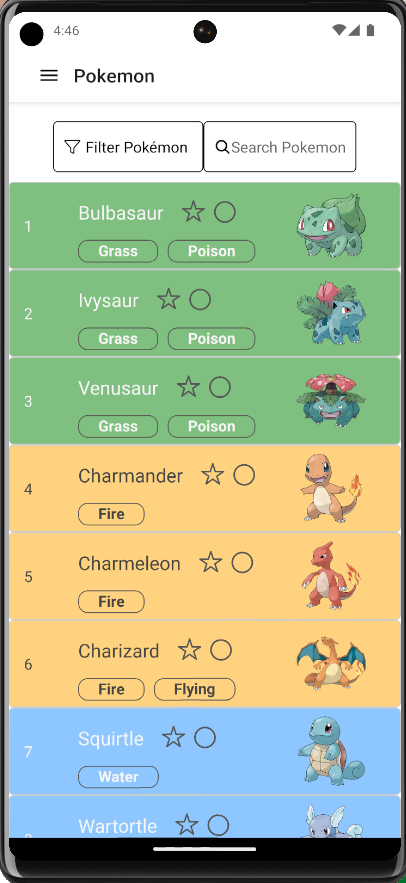 4:46
Pokemon
Filter Pokémon
Search Pokemon
1
Bulbasaur
Grass Poison
2
Ivysaur
Grass Poison
3
Venusaur
Grass Poison
4
Charmander
Fire
5
Charmeleon
Fire
6
Charizard
Fire Flying
7
Squirtle
Water
8
Wartortle